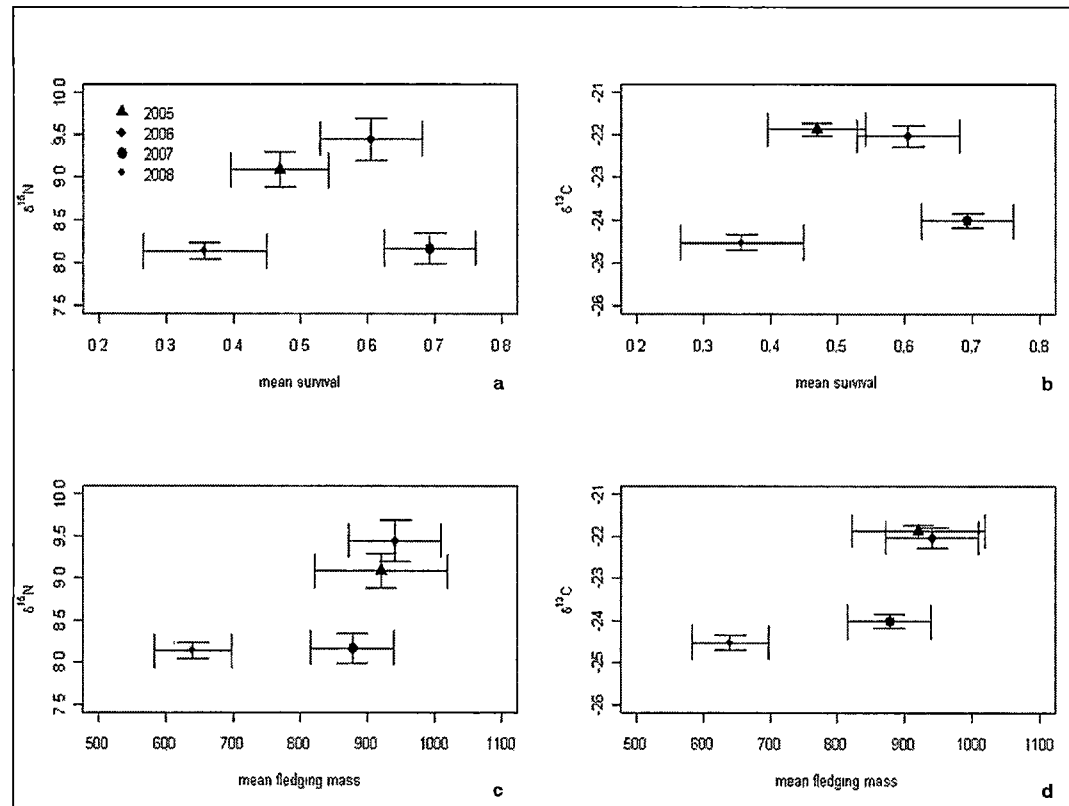 10.0
9.5
9.0
8.5
8.0
7.5
δ¹⁵N
2005
2006
2007
2008
0.2 0.3 0.4 0.5 0.6 0.7 0.8
mean survival
a
-21
-22
-23
-24
-25
-26
δ¹³C
0.2 0.3 0.4 0.5 0.6 0.7 0.8
mean survival
b
10.0
9.5
9.0
8.5
8.0
7.5
δ¹⁵N
500 600 700 800 900 1000 1100
mean fledging mass
c
-21
-22
-23
-24
-25
-26
δ¹³C
500 600 700 800 900 1000 1100
mean fledging mass
d